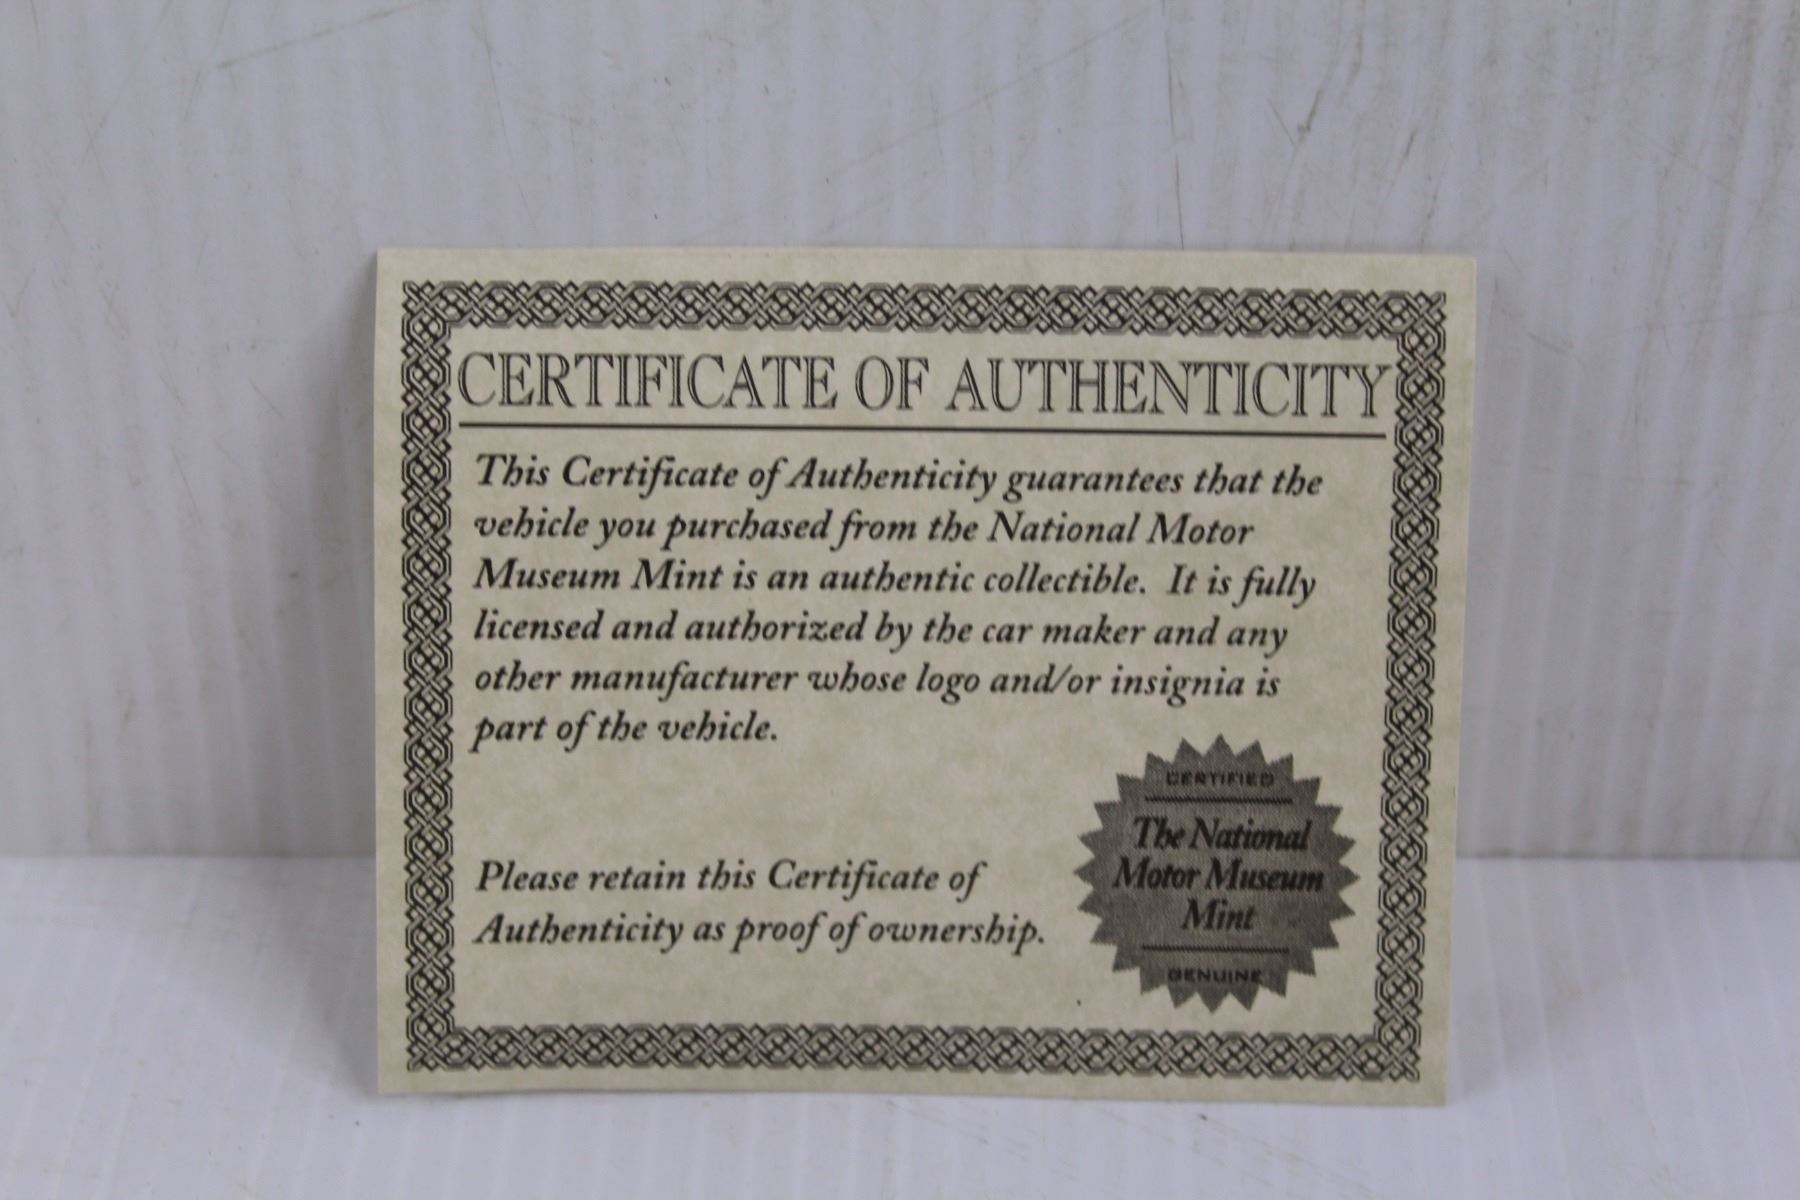 CERTIFICATE OF AUTHENTICITY
This Certificate of Authenticity guarantees that the
vehicle you purchased from the National Motor
Museum Mint is an authentic collectible. It is fully
licensed and authorized by the car maker and any
other manufacturer whose logo and/or insignia is
part of the vehicle.
Please retain this Certificate of
Authenticity as proof of ownership.
CERTIFIED
The National
Motor Museum
Mint
GENUINE